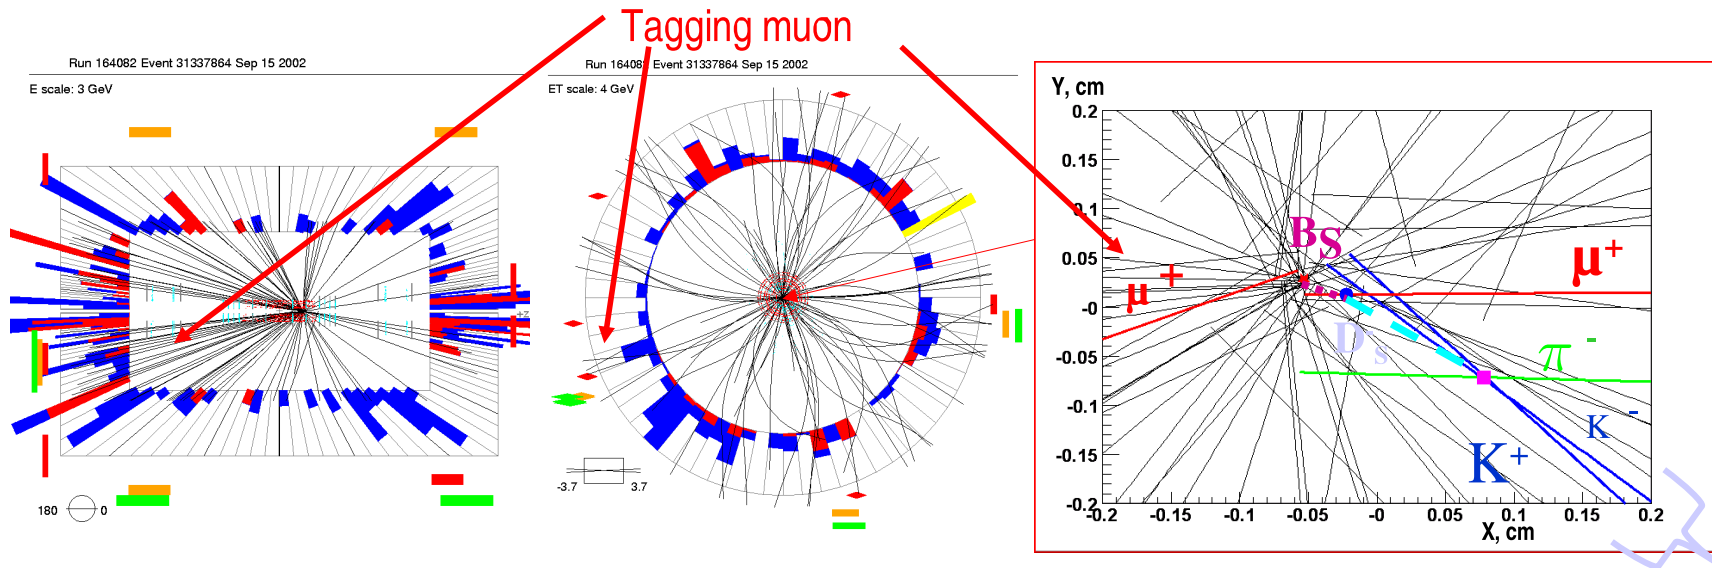 Tagging muon
Run 164082 Event 31337864 Sep 15 2002
E scale: 3 GeV
180
0
+z
Run 16408 Event 31337864 Sep 15 2002
ET scale: 4 GeV
-3.7
3.7
Y, cm
0.2
0.15
0.1
0.05
-0
-0.05
-0.1
-0.15
-0.2
-0.2
-0.15
-0.1
-0.05
-0
0.05
0.1
0.15
0.2
X, cm
BS
μ+
μ+
Ds
π-
K-
K+